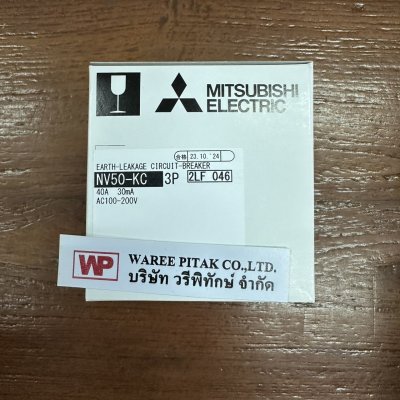 MITSUBISHI
ELECTRIC
合格 23.10.'24
EARTH-LEAKAGE CIRCUIT-BREAKER
NV50-KC 3P 2LF 046
40A 30mA
AC100-200V
WP WAREE PITAK CO.,LTD.
บริษัท วรีพิทักษ์ จำกัด